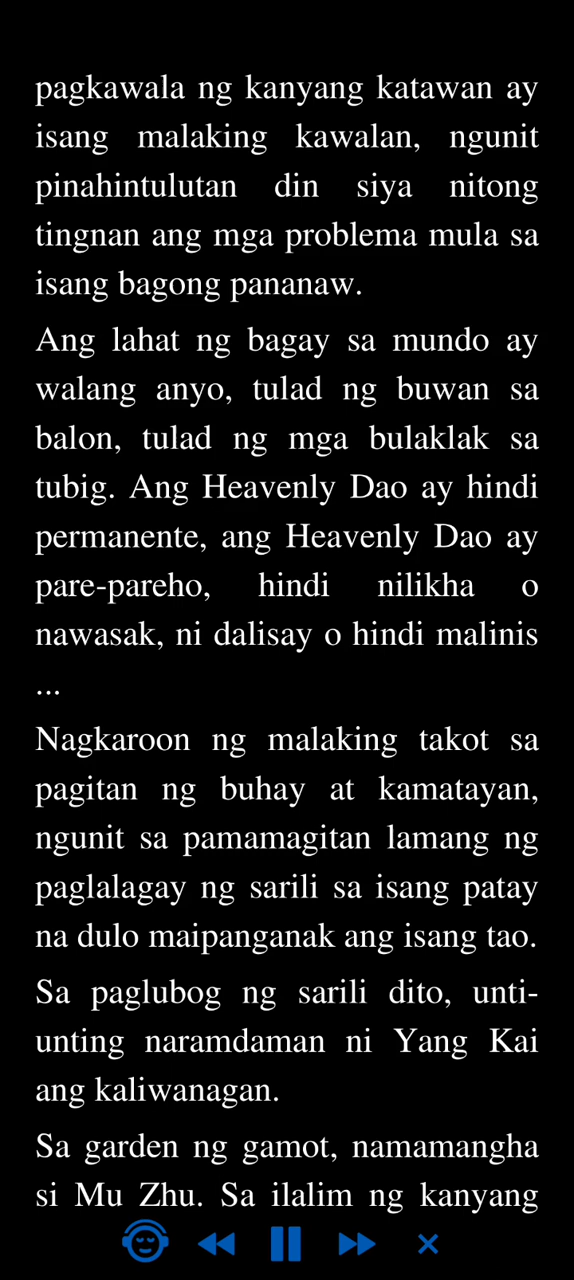 pagkawala ng kanyang katawan ay
isang malaking kawalan, ngunit
pinahintulutan din siya nitong
tingnan ang mga problema mula sa
isang bagong pananaw.
Ang lahat ng bagay sa mundo ay
walang anyo, tulad ng buwan sa
balon, tulad ng mga bulaklak sa
tubig. Ang Heavenly Dao ay hindi
permanente, ang Heavenly Dao ay
pare-pareho, hindi nilikha o
nawasak, ni dalisay o hindi malinis
...
Nagkaroon ng malaking takot sa
pagitan ng buhay at kamatayan,
ngunit sa pamamagitan lamang ng
paglalagay ng sarili sa isang patay
na dulo maipanganak ang isang tao.
Sa paglubog ng sarili dito, unti-
unting naramdaman ni Yang Kai
ang kaliwanagan.
Sa garden ng gamot, namamangha
si Mu Zhu. Sa ilalim ng kanyang